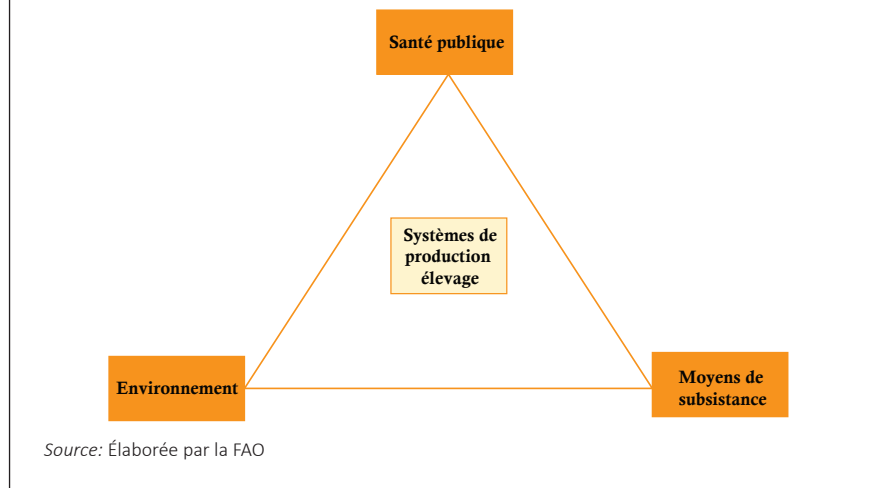 Santé publique
Systèmes de
production
élevage
Environnement
Moyens de
subsistance
Source: Élaborée par la FAO